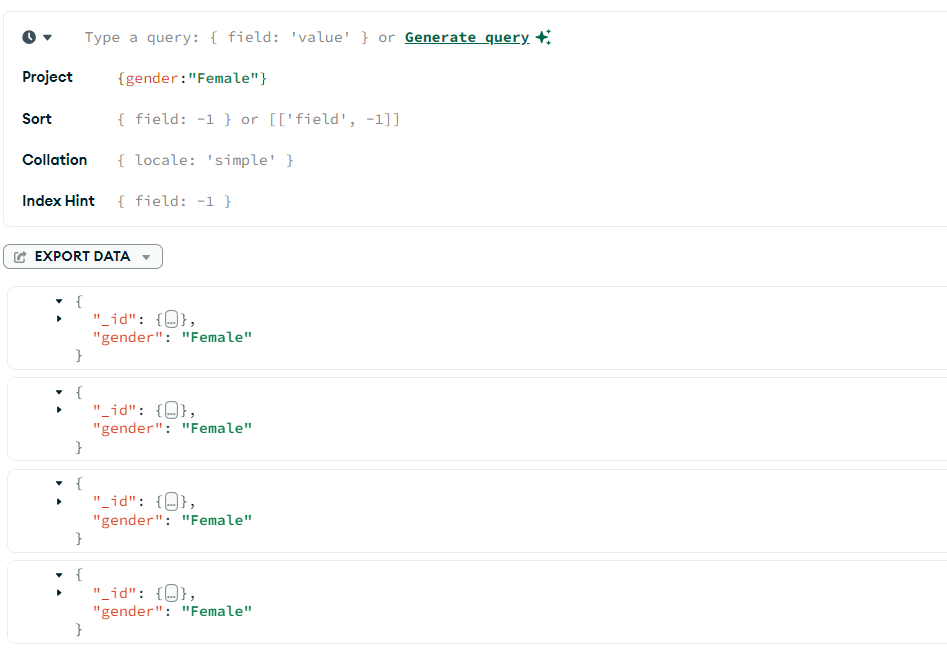 Type a query: { field: 'value' } or Generate query
Project {gender:"Female"}
Sort { field: -1 } or [['field', -1]]
Collation { locale: 'simple' }
Index Hint { field: -1 }
EXPORT DATA
{
"_id": {…},
"gender": "Female"
}
{
"_id": {…},
"gender": "Female"
}
{
"_id": {…},
"gender": "Female"
}
{
"_id": {…},
"gender": "Female"
}